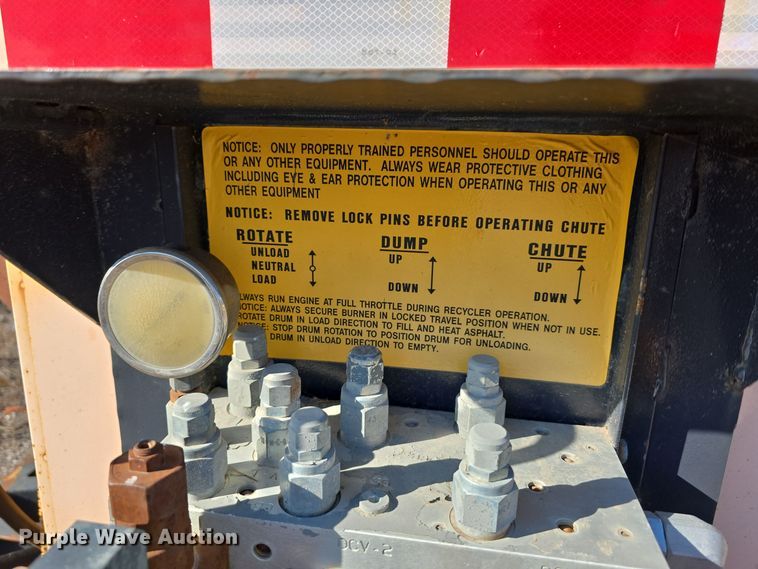 NOTICE: ONLY PROPERLY TRAINED PERSONNEL SHOULD OPERATE THIS
OR ANY OTHER EQUIPMENT. ALWAYS WEAR PROTECTIVE CLOTHING
INCLUDING EYE & EAR PROTECTION WHEN OPERATING THIS OR ANY
OTHER EQUIPMENT
NOTICE: REMOVE LOCK PINS BEFORE OPERATING CHUTE
ROTATE DUMP CHUTE
UNLOAD UP UP
NEUTRAL
LOAD DOWN DOWN
ALWAYS RUN ENGINE AT FULL THROTTLE DURING RECYCLER OPERATION.
NOTICE: ALWAYS SECURE BURNER IN LOCKED TRAVEL POSITION WHEN NOT IN USE.
ROTATE DRUM IN LOAD DIRECTION TO FILL AND HEAT ASPHALT.
NOTICE: STOP DRUM ROTATION TO POSITION DRUM FOR UNLOADING.
DRUM IN UNLOAD DIRECTION TO EMPTY.
DCV-2
Purple Wave Auction® Purple Wave Auction®